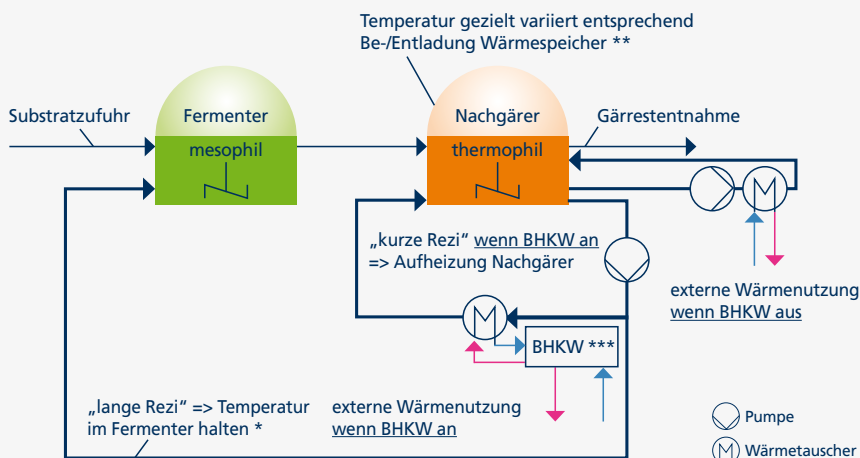 Temperatur gezielt variiert entsprechend
Be-/Entladung Wärmespeicher **
Substratzufuhr
Fermenter
Nachgärer
Gärrestentnahme
mesophil
thermophil
M
„kurze Rezi“ wenn BHKW an
=> Aufheizung Nachgärer
externe Wärmenutzung
wenn BHKW aus
M
BHKW ***
„lange Rezi“ => Temperatur
im Fermenter halten *
externe Wärmenutzung
wenn BHKW an
Pumpe
M Wärmetauscher